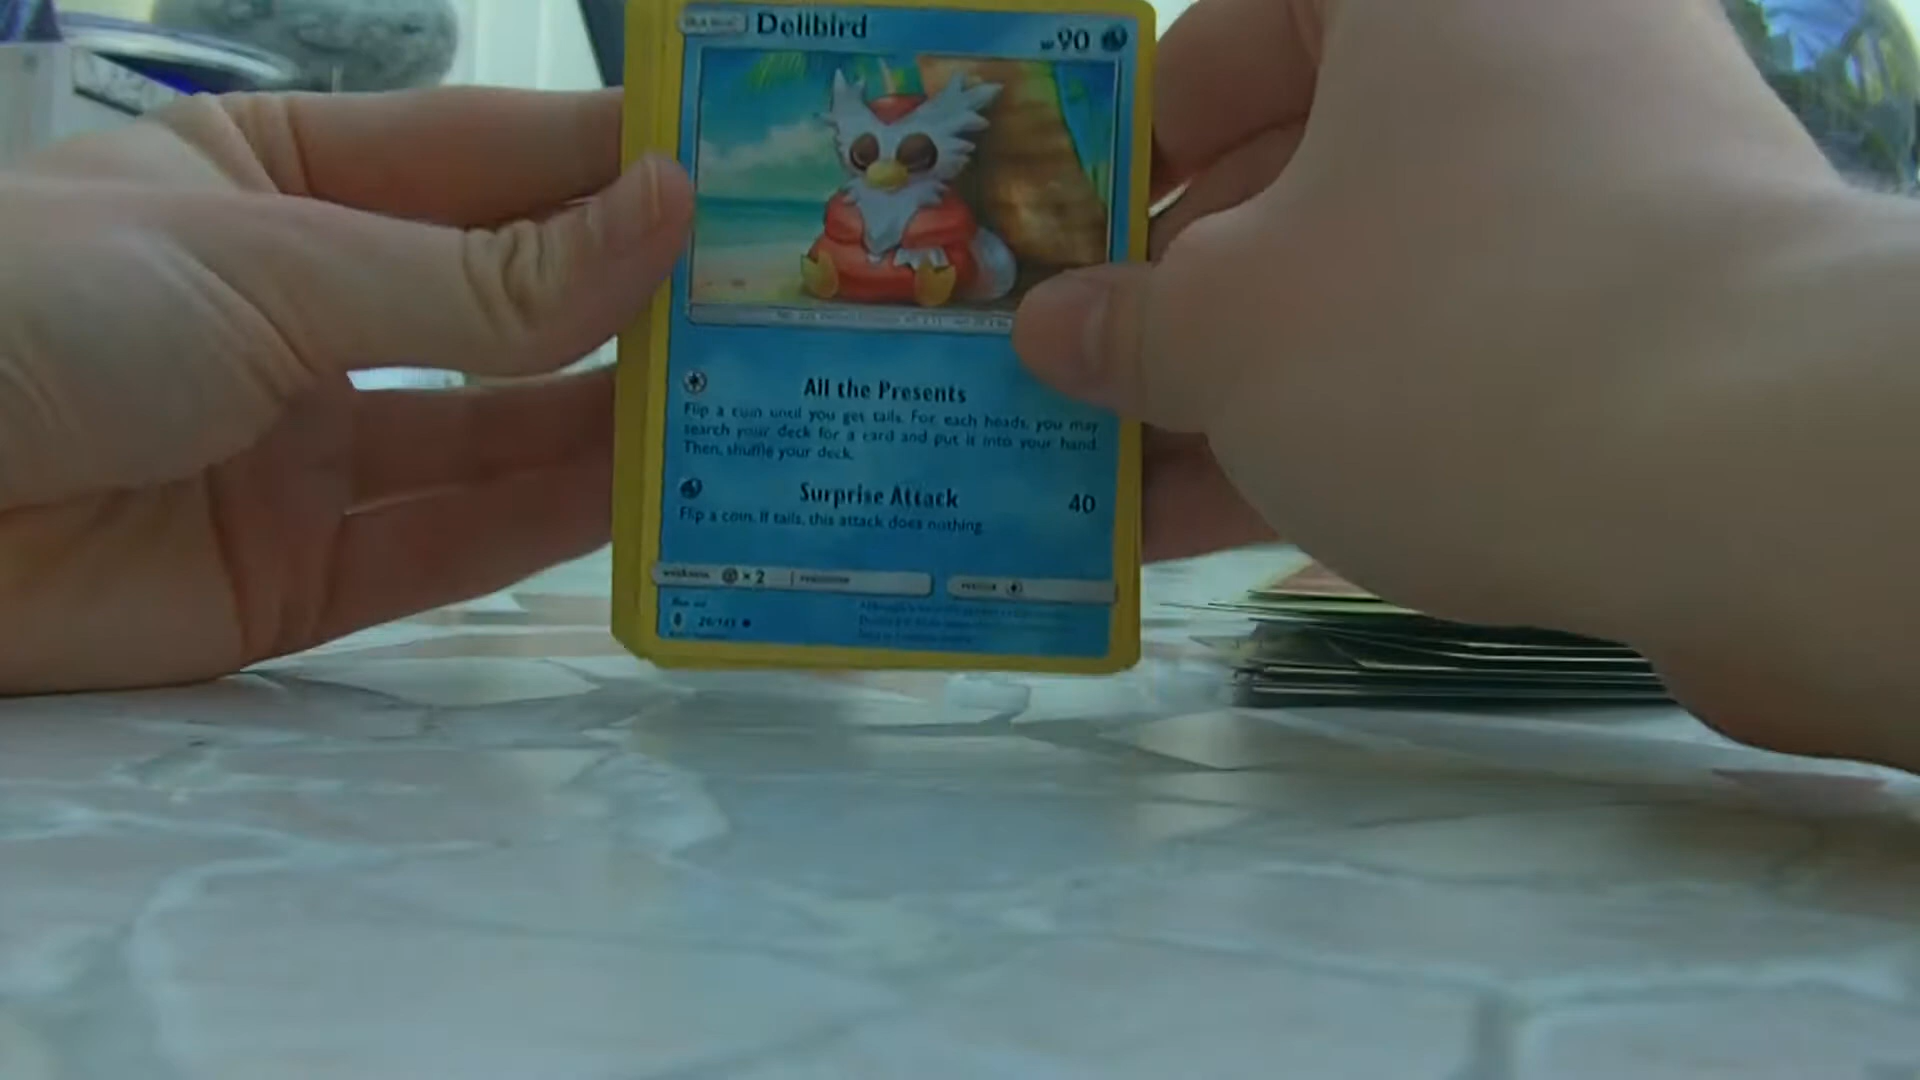 Delibird
90
All the Presents
Flip a coin until you get tails. For each heads, you may
search your deck for a card and put it into your hand.
Then, shuffle your deck.
Surprise Attack 40
Flip a coin. If tails, this attack does nothing.
weakness × 2 resistance